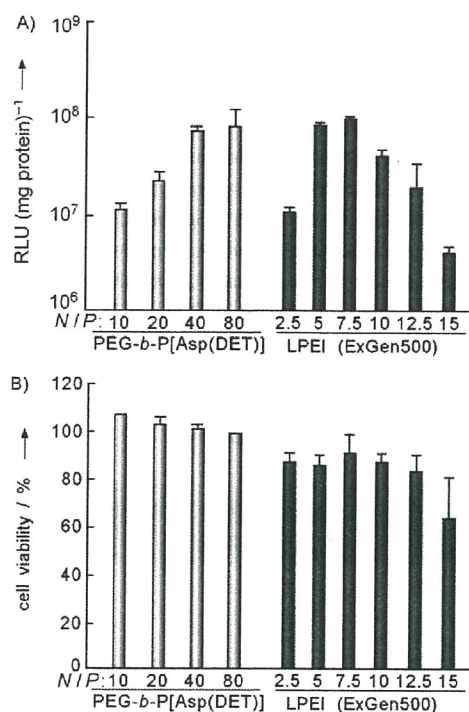 A)
10⁹
10⁸
10⁷
10⁶
RLU (mg protein)⁻¹ →
N / P: 10 20 40 80 2.5 5 7.5 10 12.5 15
PEG-b-P[Asp(DET)] LPEI (ExGen500)
B)
120
100
80
60
40
20
0
cell viability / % →
N / P: 10 20 40 80 2.5 5 7.5 10 12.5 15
PEG-b-P[Asp(DET)] LPEI (ExGen500)